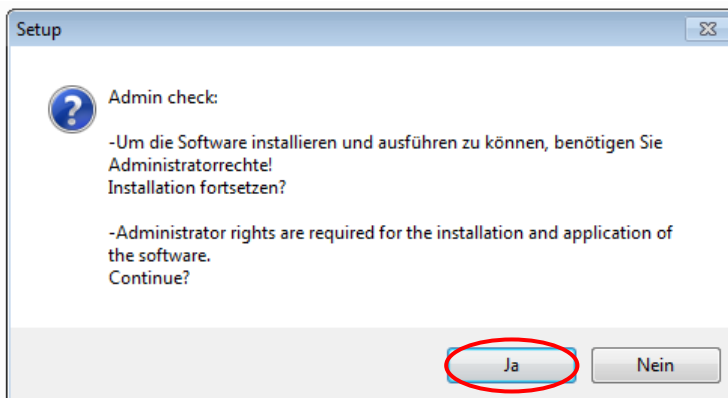 Setup
Admin check:
-Um die Software installieren und ausführen zu können, benötigen Sie
Administratorrechte!
Installation fortsetzen?
-Administrator rights are required for the installation and application of
the software.
Continue?
Ja
Nein